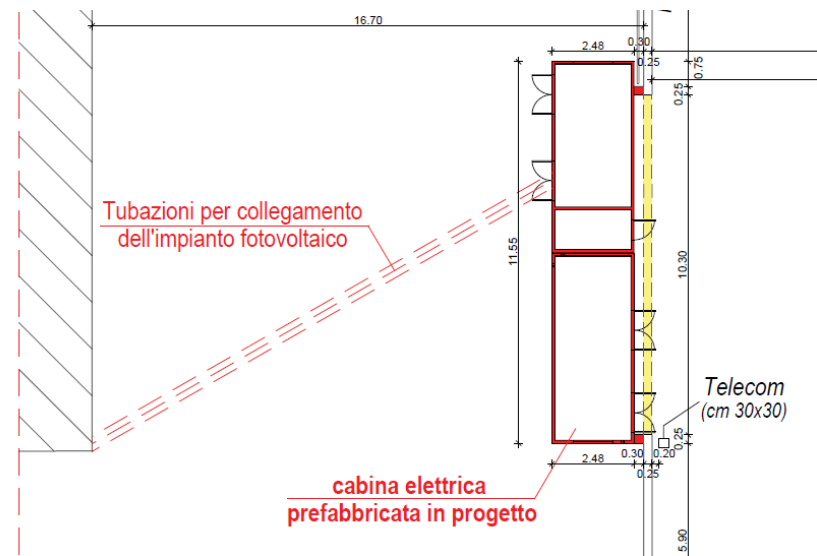 16.70
2.48
0.30
0.25
0.75
0.25
Tubazioni per collegamento
dell'impianto fotovoltaico
11.55
10.30
Telecom
(cm 30x30)
0.25
2.48
0.30
0.20
0.25
cabina elettrica
prefabbricata in progetto
5.90